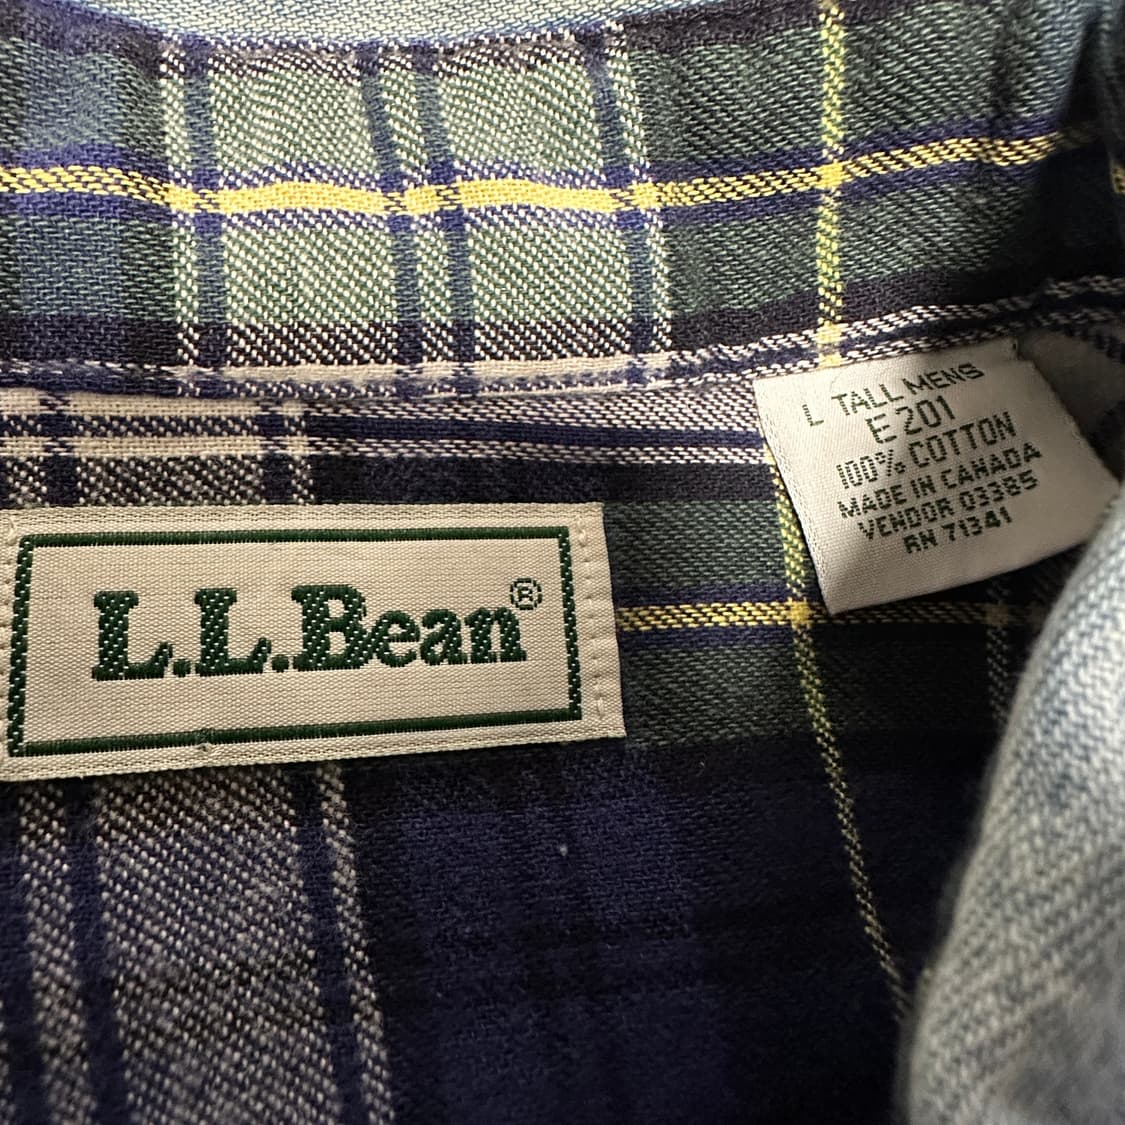 L.L.Bean®
L TALL MENS
E 201
100% COTTON
MADE IN CANADA
VENDOR 03385
RN 71341